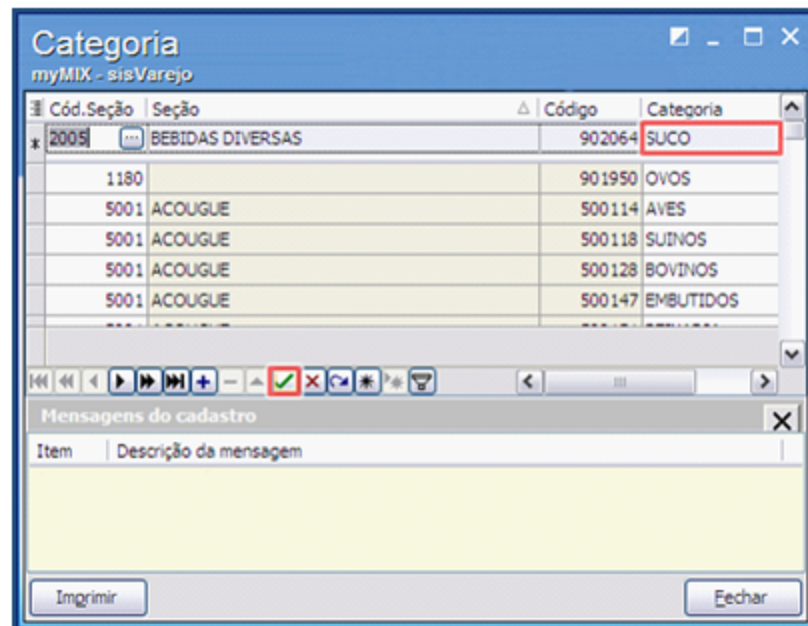 Categoria
myMIX - sisVarejo
Cód.Seção Seção Código Categoria
2005 ... BEBIDAS DIVERSAS 902064 SUCO
1180 901950 OVOS
5001 ACOUGUE 500114 AVES
5001 ACOUGUE 500118 SUINOS
5001 ACOUGUE 500128 BOVINOS
5001 ACOUGUE 500147 EMBUTIDOS
Mensagens do cadastro
Item Descrição da mensagem
Imprimir Fechar